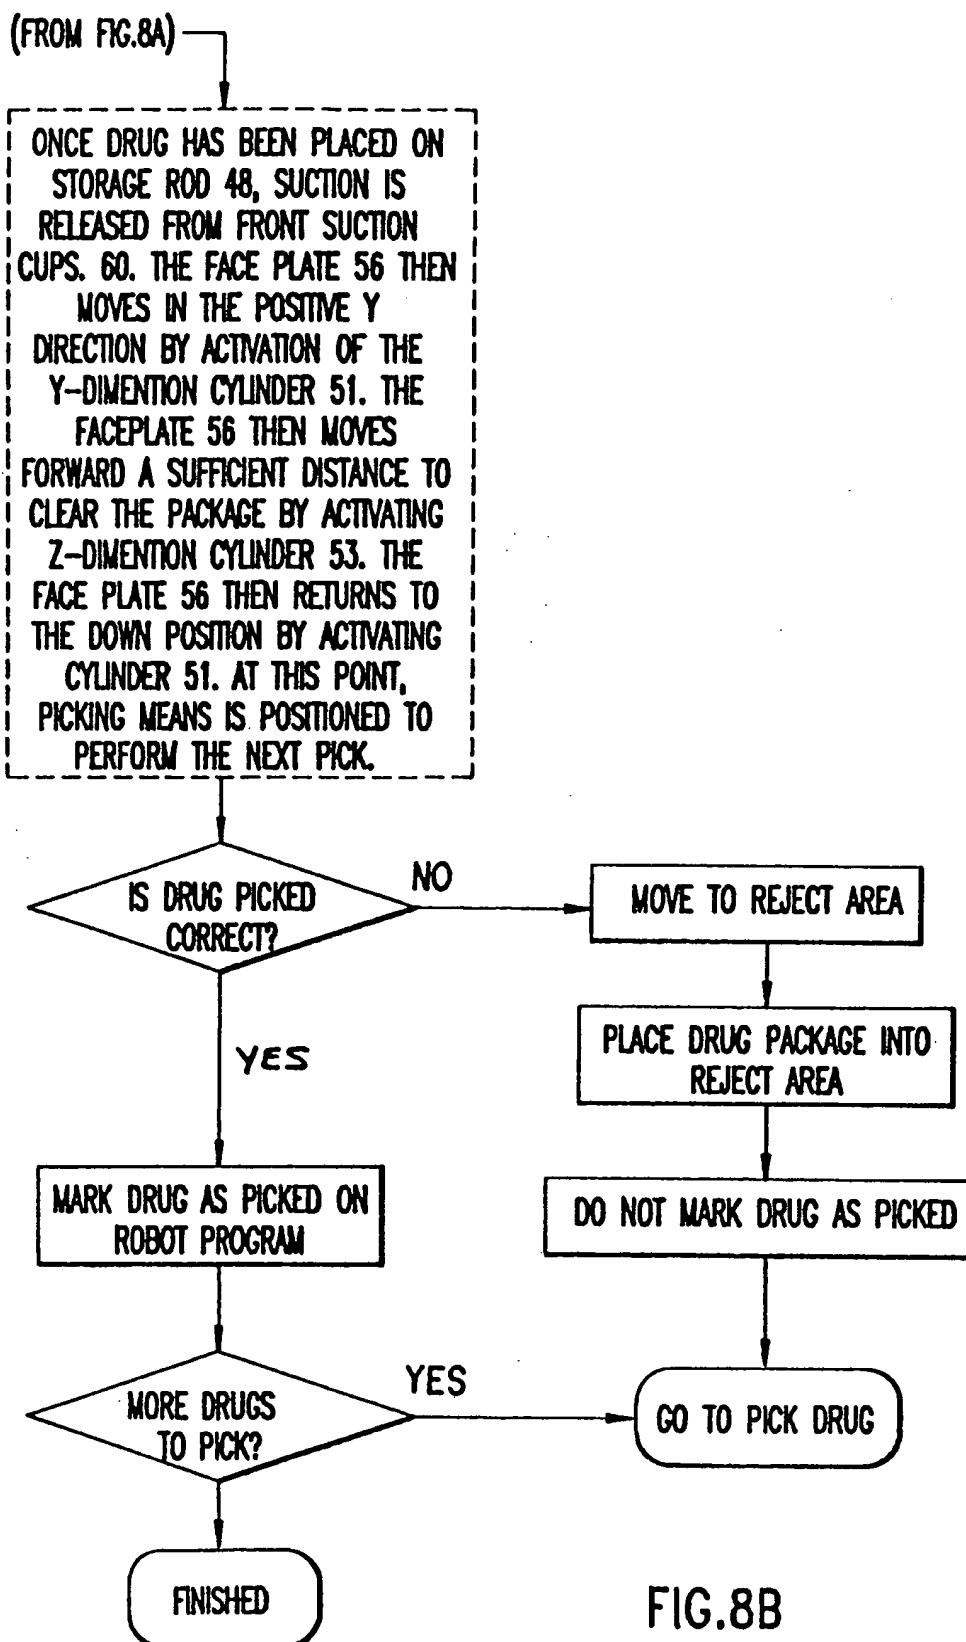 (FROM FIG.8A)
ONCE DRUG HAS BEEN PLACED ON
STORAGE ROD 48, SUCTION IS
RELEASED FROM FRONT SUCTION
CUPS. 60. THE FACE PLATE 56 THEN
MOVES IN THE POSITIVE Y
DIRECTION BY ACTIVATION OF THE
Y-DIMENTION CYLINDER 51. THE
FACEPLATE 56 THEN MOVES
FORWARD A SUFFICIENT DISTANCE TO
CLEAR THE PACKAGE BY ACTIVATING
Z-DIMENTION CYLINDER 53. THE
FACE PLATE 56 THEN RETURNS TO
THE DOWN POSITION BY ACTIVATING
CYLINDER 51. AT THIS POINT,
PICKING MEANS IS POSITIONED TO
PERFORM THE NEXT PICK.
IS DRUG PICKED
CORRECT?
NO
MOVE TO REJECT AREA
PLACE DRUG PACKAGE INTO
REJECT AREA
YES
MARK DRUG AS PICKED ON
ROBOT PROGRAM
DO NOT MARK DRUG AS PICKED
MORE DRUGS
TO PICK?
YES
GO TO PICK DRUG
FINISHED
FIG.8B